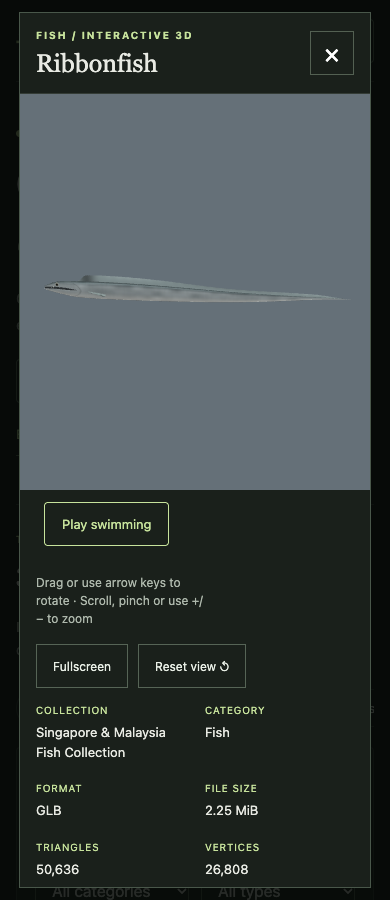 FISH / INTERACTIVE 3D
Ribbonfish
×
Play swimming
Drag or use arrow keys to
rotate · Scroll, pinch or use +/
− to zoom
Fullscreen
Reset view ↺
COLLECTION
CATEGORY
Singapore & Malaysia
Fish Collection
Fish
FORMAT
FILE SIZE
GLB
2.25 MiB
TRIANGLES
VERTICES
50,636
26,808
All categories
All types